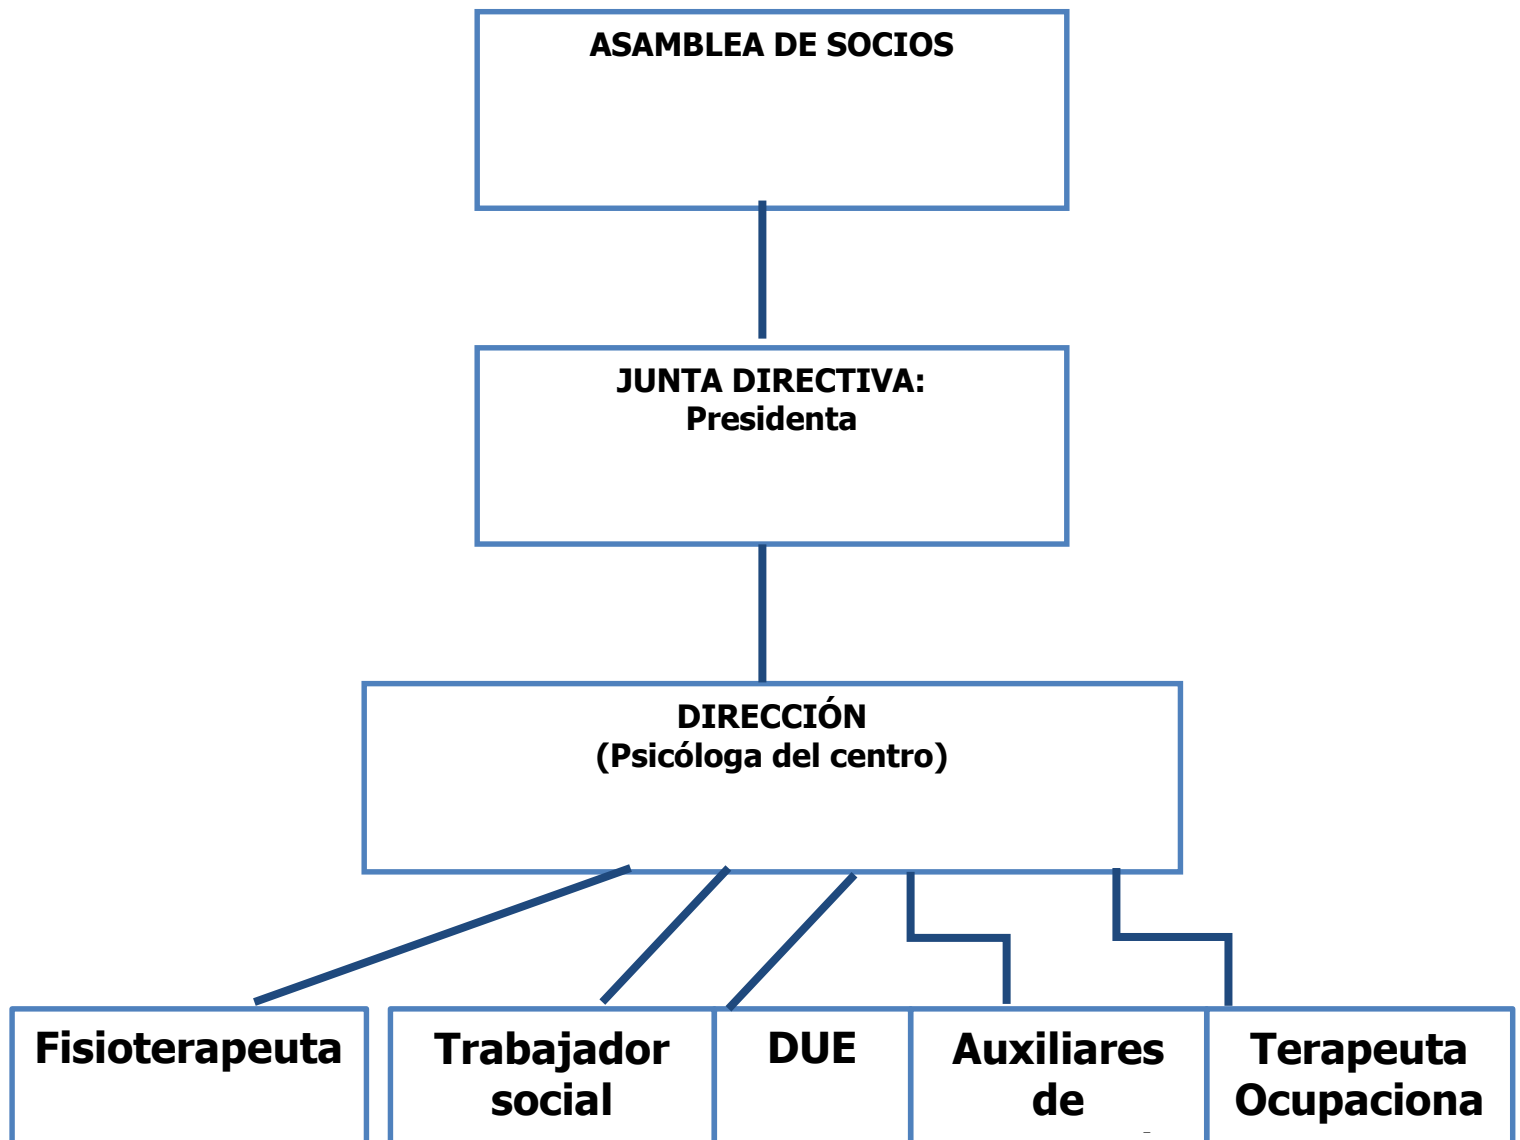 ASAMBLEA DE SOCIOS
JUNTA DIRECTIVA:
Presidenta
DIRECCIÓN
(Psicóloga del centro)
Fisioterapeuta
Trabajador
social
DUE
Auxiliares
de
Terapeuta
Ocupaciona